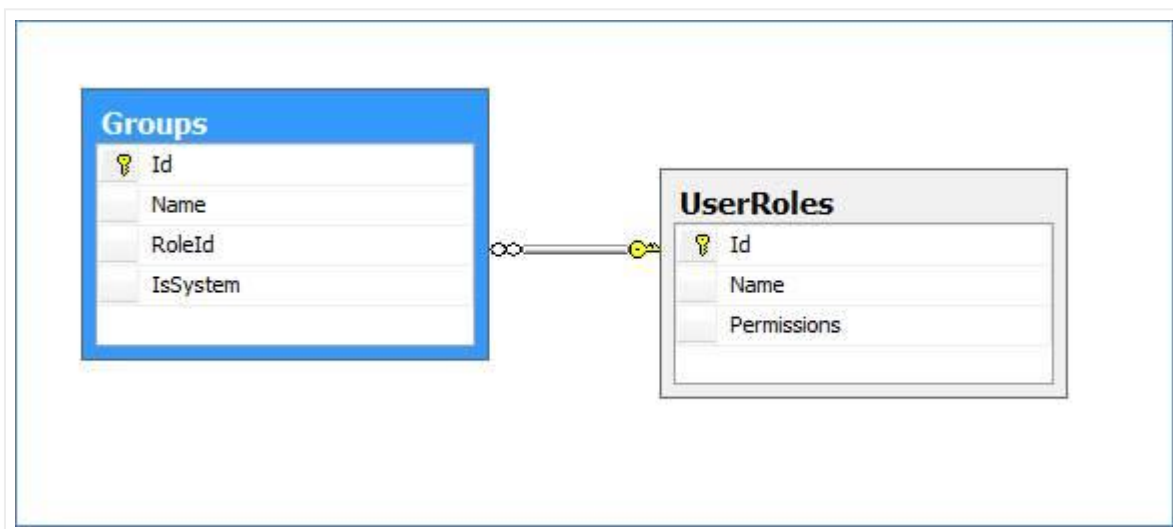 Groups
Id
Name
RoleId
IsSystem
UserRoles
Id
Name
Permissions